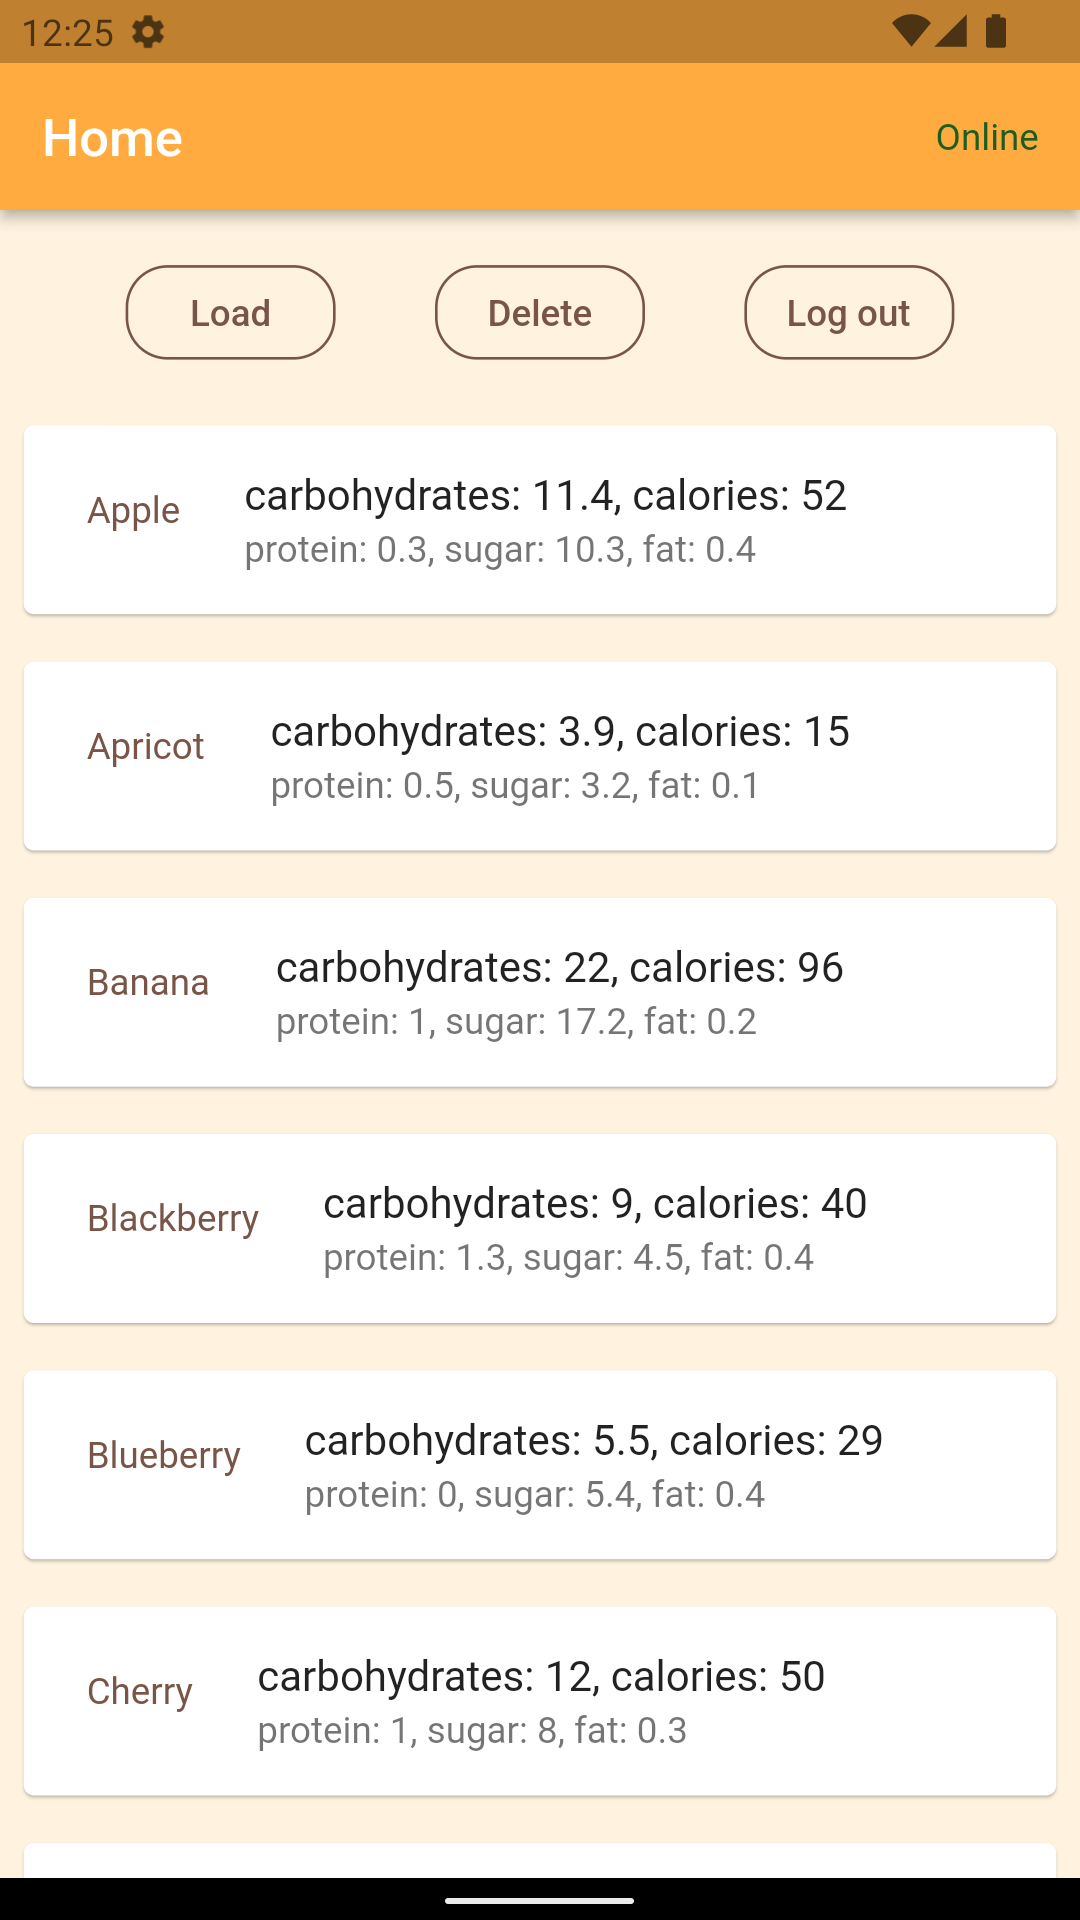 12:25
Home
Online
Load
Delete
Log out
Apple
carbohydrates: 11.4, calories: 52
protein: 0.3, sugar: 10.3, fat: 0.4
Apricot
carbohydrates: 3.9, calories: 15
protein: 0.5, sugar: 3.2, fat: 0.1
Banana
carbohydrates: 22, calories: 96
protein: 1, sugar: 17.2, fat: 0.2
Blackberry
carbohydrates: 9, calories: 40
protein: 1.3, sugar: 4.5, fat: 0.4
Blueberry
carbohydrates: 5.5, calories: 29
protein: 0, sugar: 5.4, fat: 0.4
Cherry
carbohydrates: 12, calories: 50
protein: 1, sugar: 8, fat: 0.3